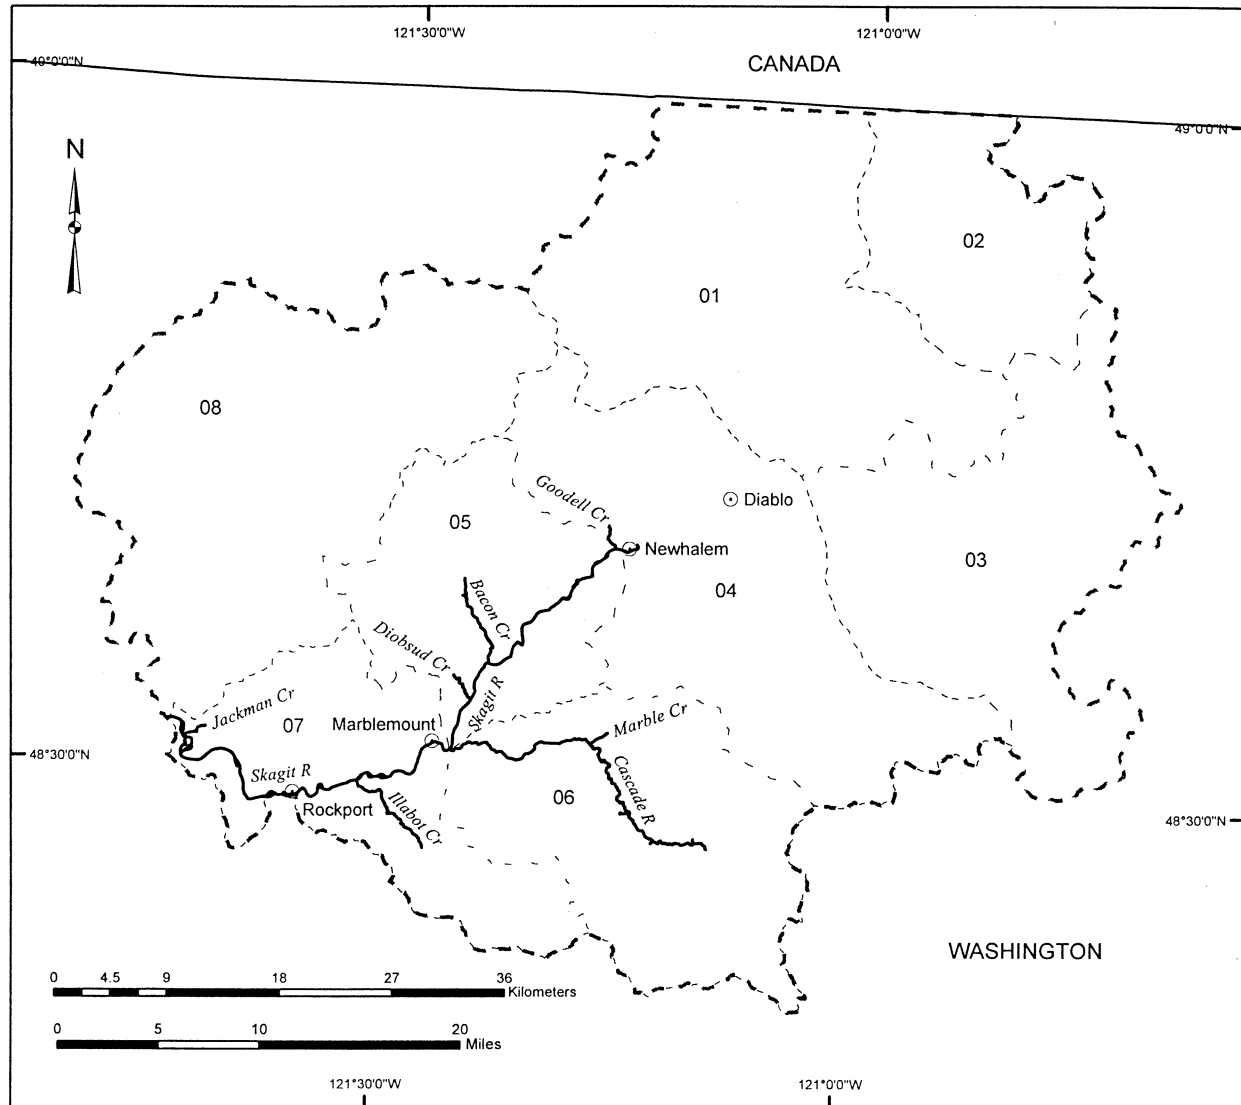 121°30'0"W
121°0'0"W
CANADA
49°0'0"N
49°0'0"N
N
02
01
08
Goodell Cr
Diablo
05
Newhalem
03
04
Bacon Cr
Diobsud Cr
Skagit R
Jackman Cr
07
Marblemount
Marble Cr
48°30'0"N
Skagit R
Cascade R
06
Rockport
Illabot Cr
48°30'0"N
WASHINGTON
0 4.5 9 18 27 36
Kilometers
0 5 10 20
Miles
121°30'0"W
121°0'0"W